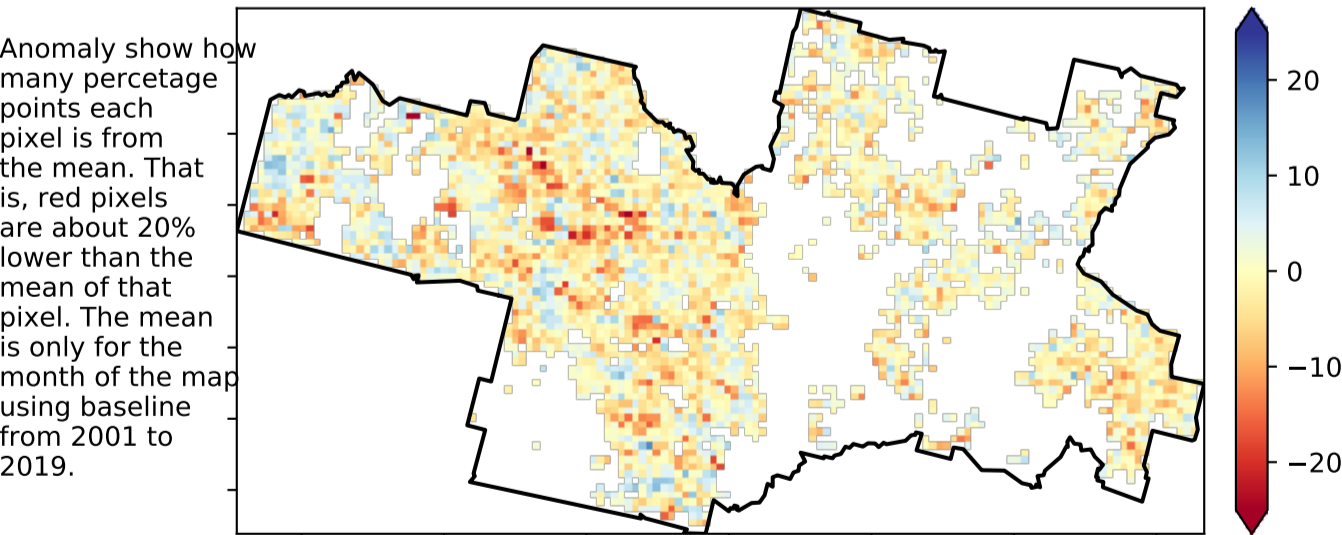 Anomaly show how
many percetage
points each
pixel is from
the mean. That
is, red pixels
are about 20%
lower than the
mean of that
pixel. The mean
is only for the
month of the map
using baseline
from 2001 to
2019.
20
10
0
−10
−20